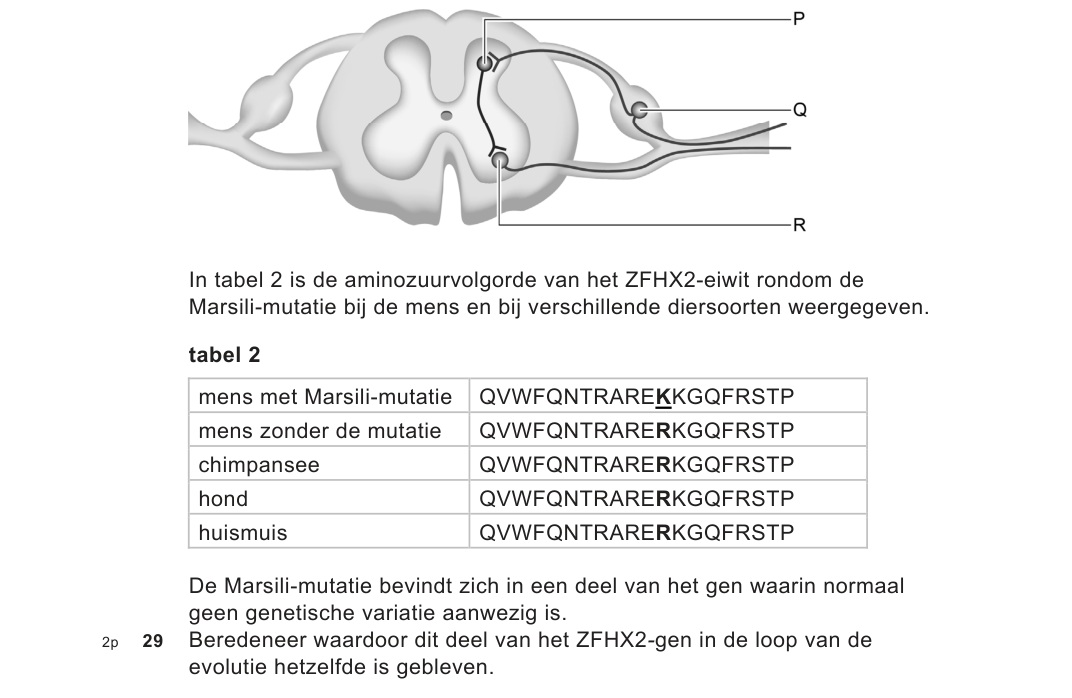 P
Q
R
In tabel 2 is de aminozuurvolgorde van het ZFHX2-eiwit rondom de
Marsili-mutatie bij de mens en bij verschillende diersoorten weergegeven.
tabel 2
mens met Marsili-mutatie QVWFQNTRAREKKGQFRSTP
mens zonder de mutatie QVWFQNTRARERKGQFRSTP
chimpansee QVWFQNTRARERKGQFRSTP
hond QVWFQNTRARERKGQFRSTP
huismuis QVWFQNTRARERKGQFRSTP
De Marsili-mutatie bevindt zich in een deel van het gen waarin normaal
geen genetische variatie aanwezig is.
2p 29 Beredeneer waardoor dit deel van het ZFHX2-gen in de loop van de
evolutie hetzelfde is gebleven.